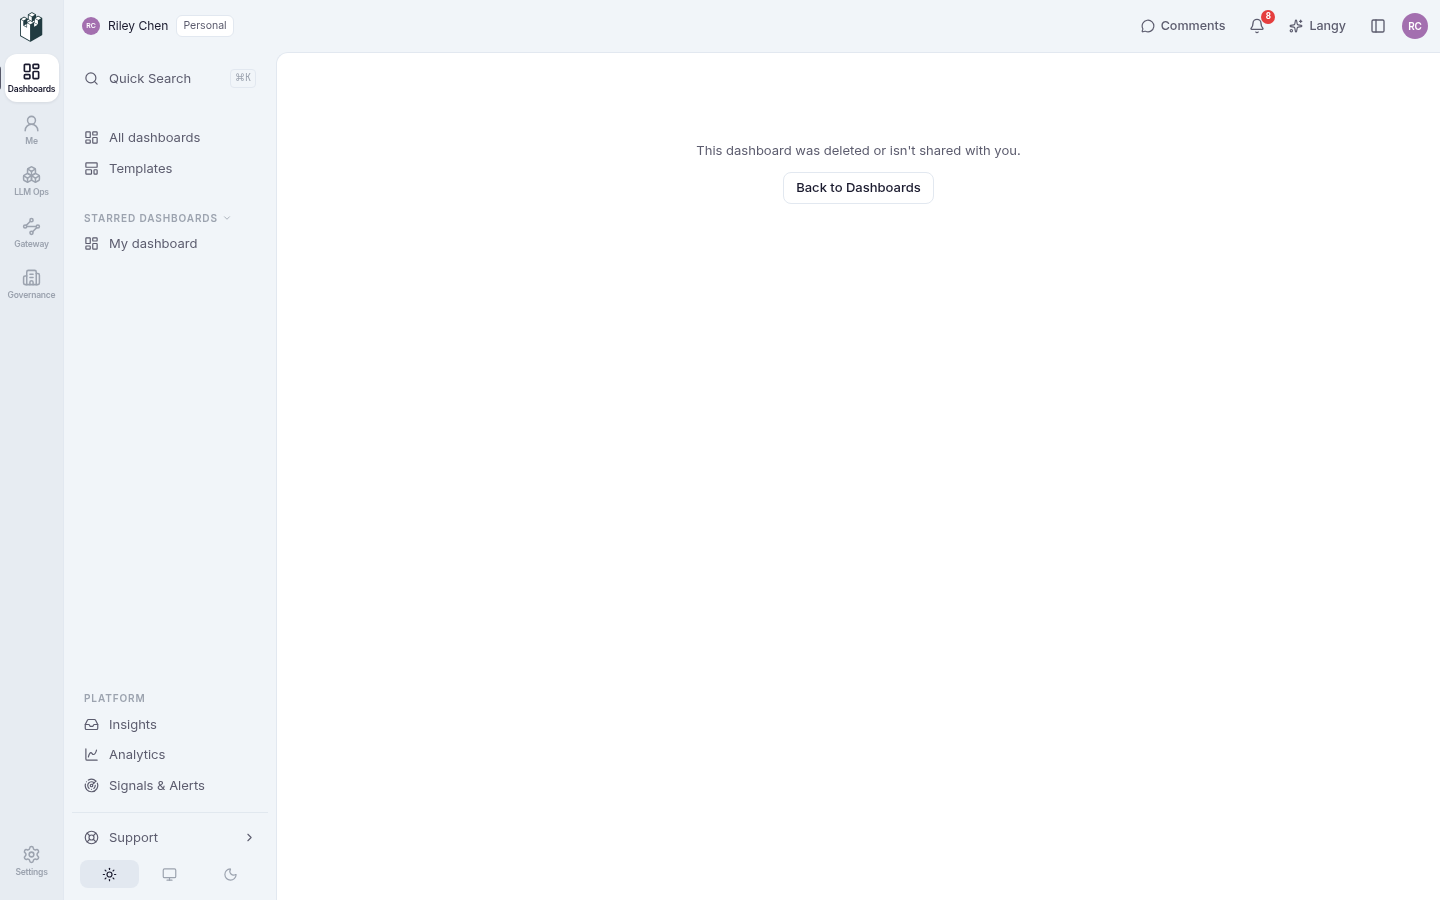 RC Riley Chen Personal
Comments 8 Langy RC
Dashboards
Me
LLM Ops
Gateway
Governance
Settings
Quick Search ⌘K
All dashboards
Templates
STARRED DASHBOARDS
My dashboard
PLATFORM
Insights
Analytics
Signals & Alerts
Support
This dashboard was deleted or isn't shared with you.
Back to Dashboards